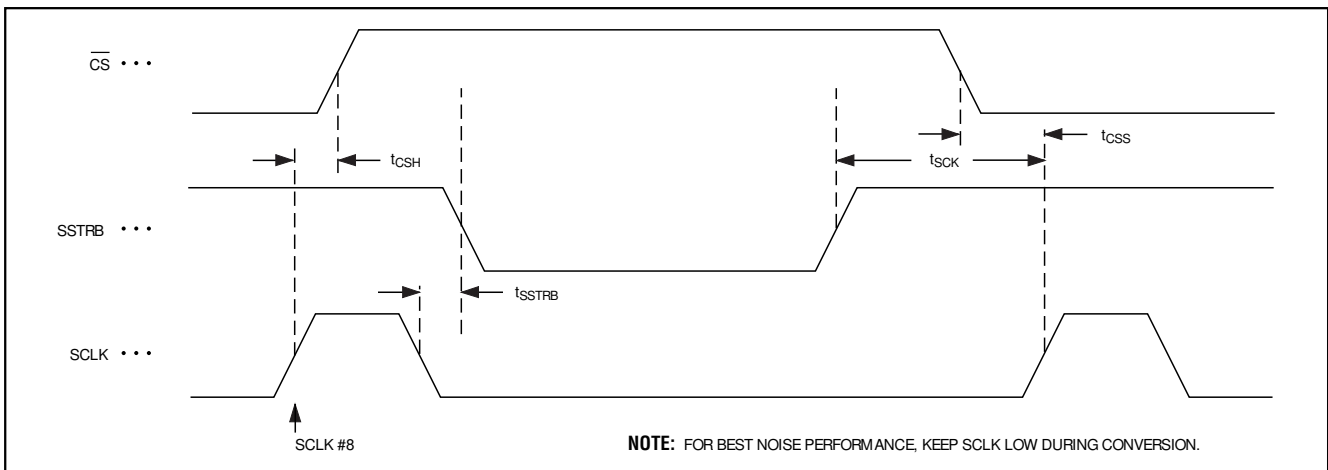 CS • • •
tCSS
tCSH
tSCK
SSTRB • • •
tSSTRB
SCLK • • •
SCLK #8
NOTE: FOR BEST NOISE PERFORMANCE, KEEP SCLK LOW DURING CONVERSION.